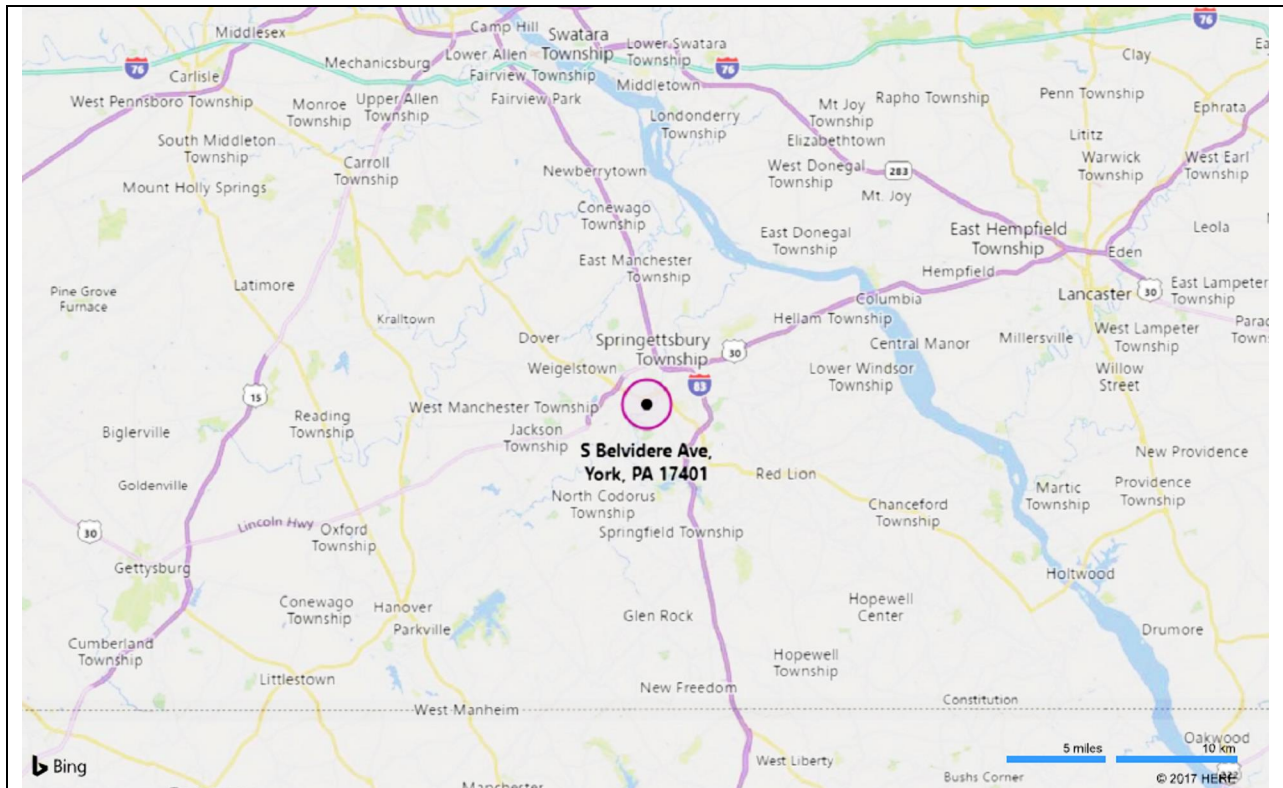 Middlesex
Camp Hill
Swatara
Township
76
Lower Allen
Lower Swatara
Township
Clay
76
Carlisle
Mechanicsburg
Fairview Township
76
Middletown
West Pennsboro Township
Monroe
Township
Upper Allen
Township
Fairview Park
Mt Joy
Township
Rapho Township
Penn Township
Ephrata
Londonderry
Township
South Middleton
Township
Elizabethtown
Lititz
Carroll
Township
Newberrytown
West Donegal
Township
283
Warwick
Township
West Earl
Township
Mount Holly Springs
Mt. Joy
Conewago
Township
East Donegal
Township
East Hempfield
Township
Leola
East Manchester
Township
Hempfield
Eden
Pine Grove
Furnace
Latimore
Columbia
Lancaster
30
East Lampeter
Township
Kralltown
Hellam Township
Dover
Springettsbury
Township
30
Central Manor
Millersville
West Lampeter
Township
Weigelstown
83
Lower Windsor
Township
Willow
Street
15
West Manchester Township
Reading
Township
Biglerville
Jackson
Township
S Belvidere Ave,
York, PA 17401
New Providence
Goldenville
Red Lion
Martic
Township
Providence
Township
North Codorus
Township
Chanceford
Township
30
Lincoln Hwy
Oxford
Township
Springfield Township
Gettysburg
Holtwood
Conewago
Township
Hanover
Parkville
Glen Rock
Hopewell
Center
Drumore
Cumberland
Township
Hopewell
Township
Littlestown
New Freedom
Constitution
West Manheim
Oakwood
5 miles
10 km
West Liberty
Bing
Bushs Corner
© 2017 HERE
Manchester